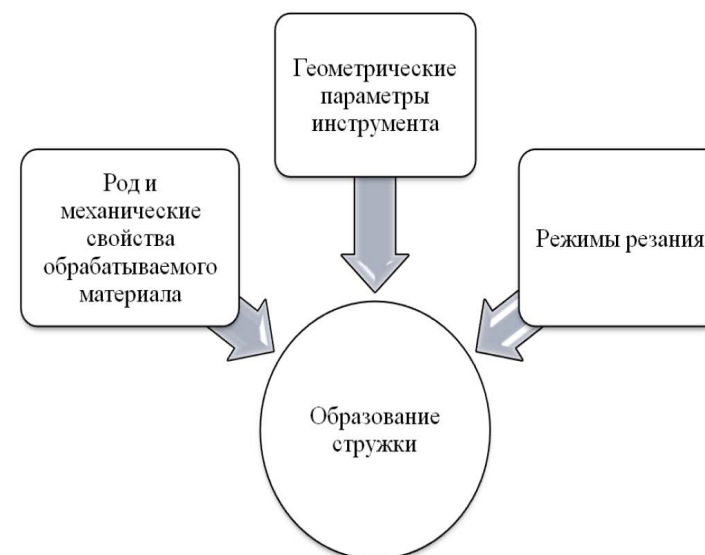 Геометрические
параметры
инструмента
Род и
механические
свойства
обрабатываемого
материала
Режимы резания
Образование
стружки